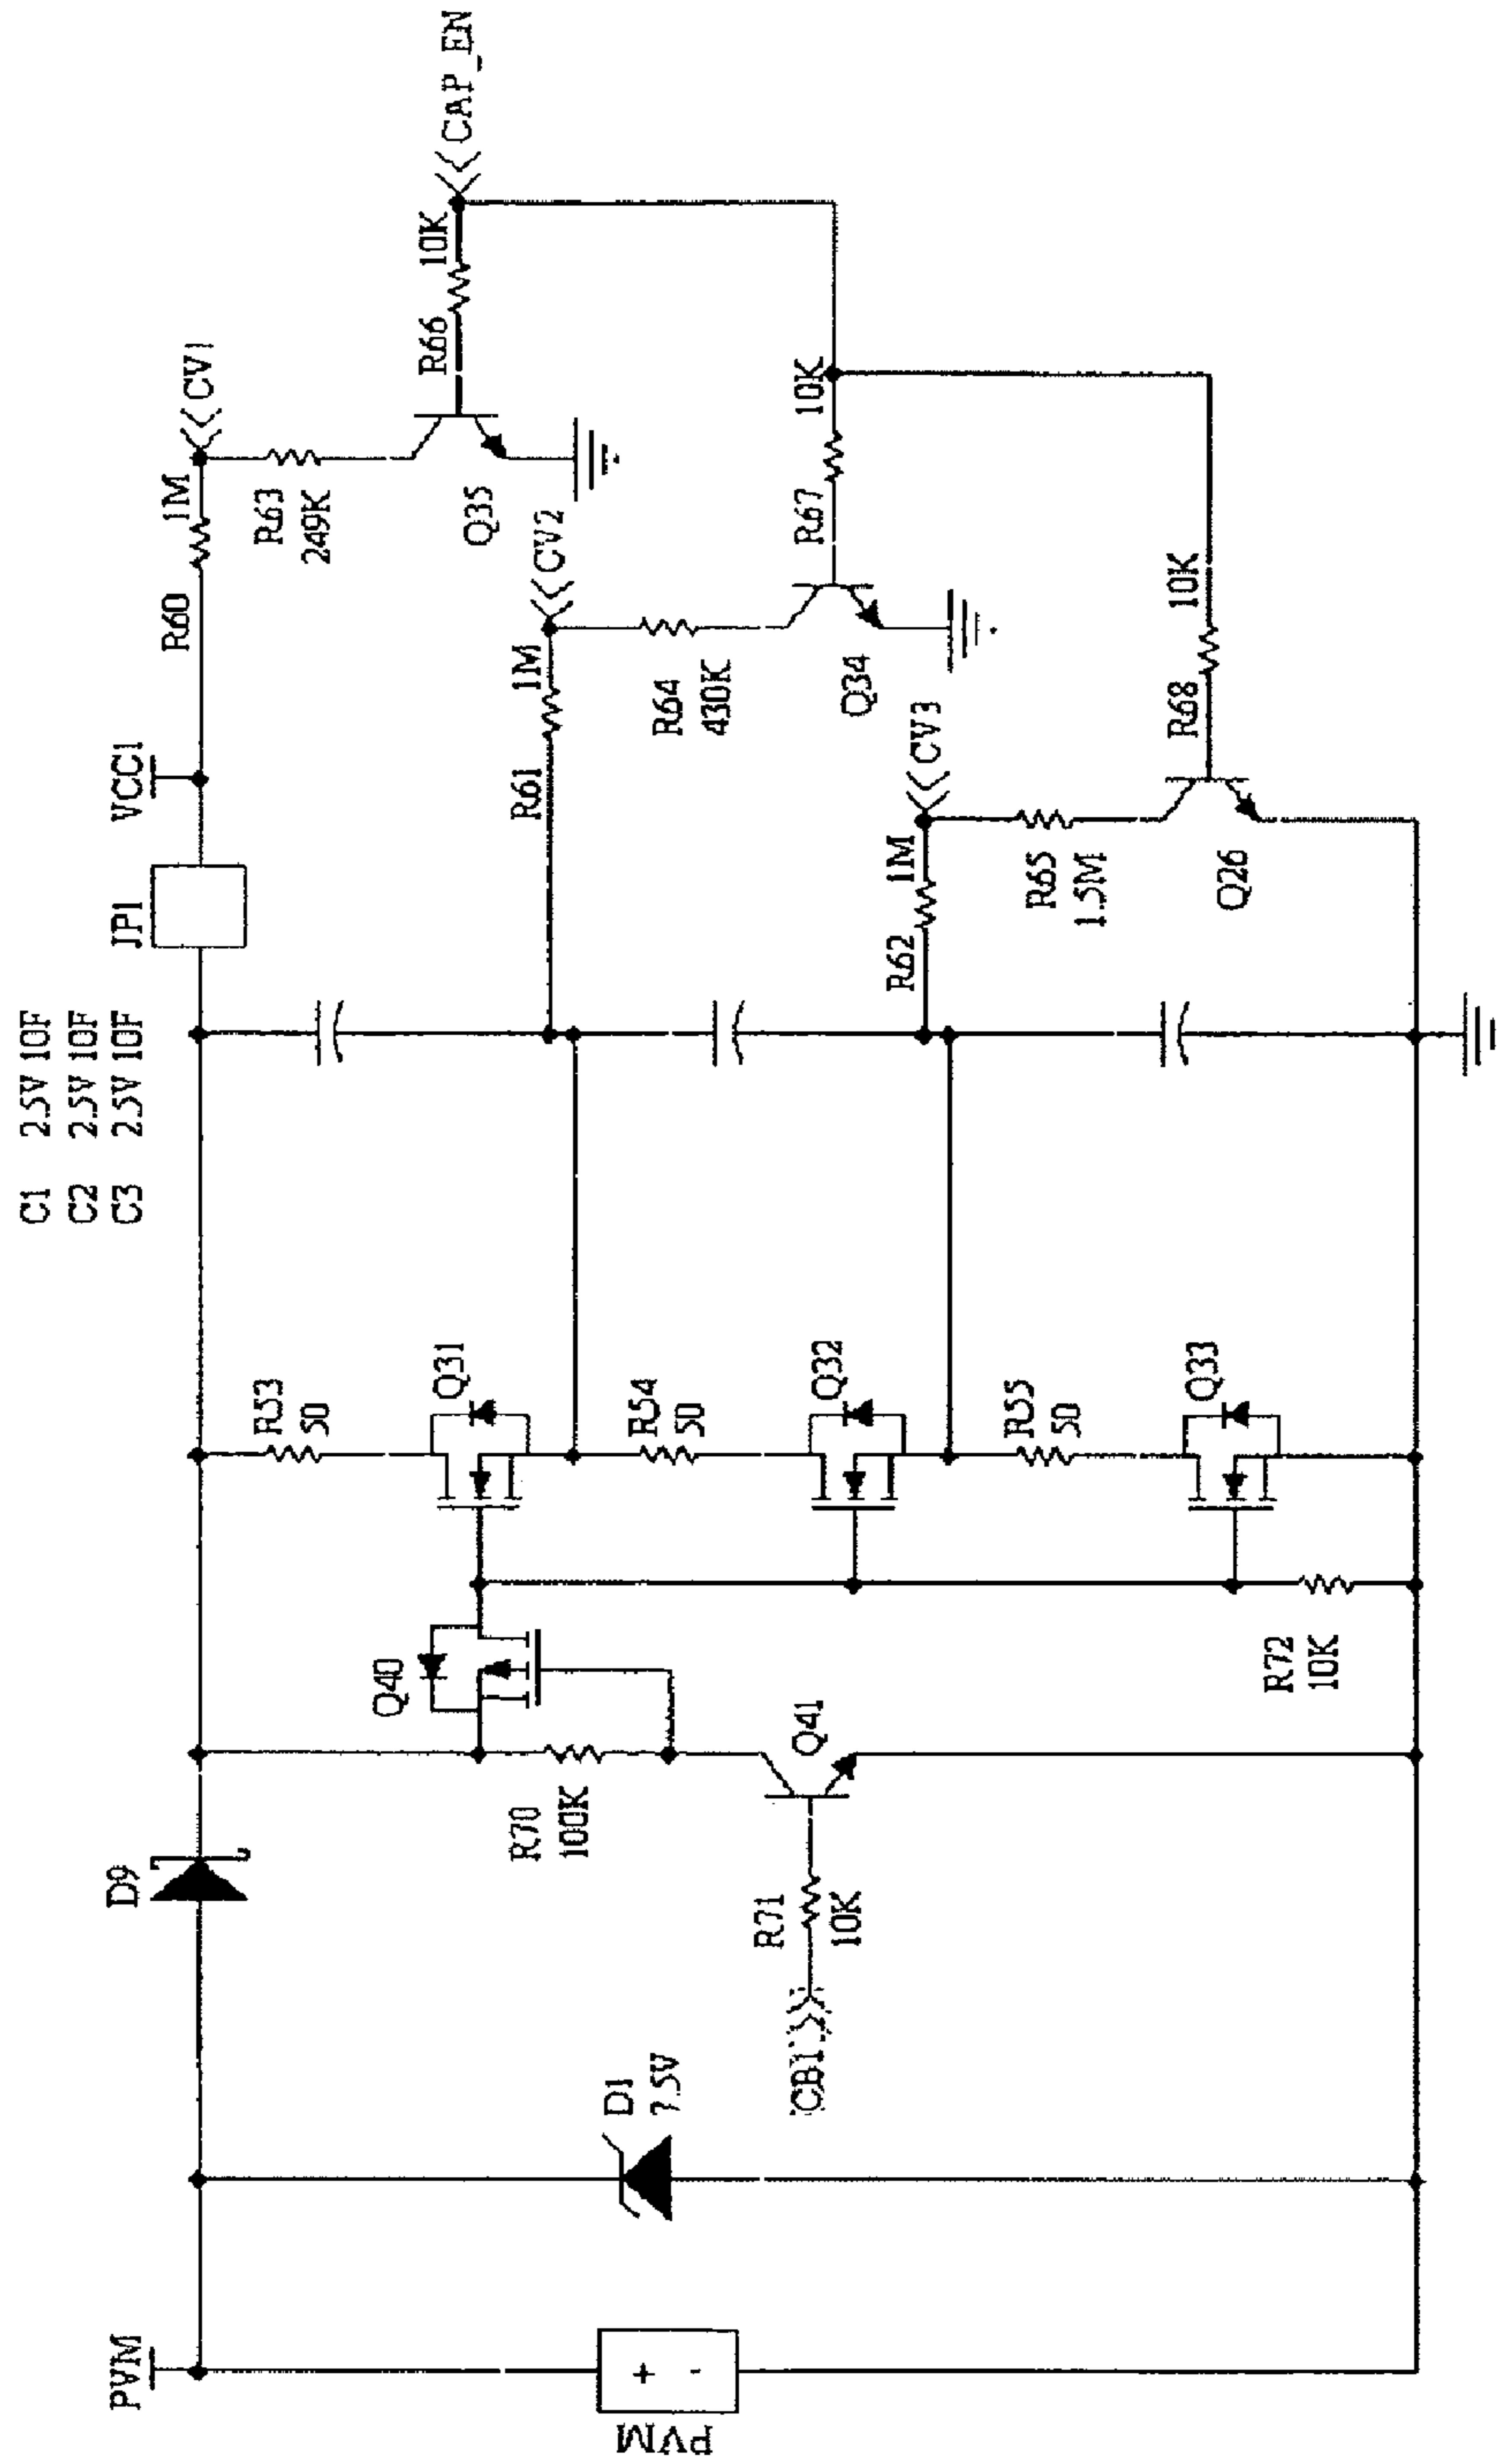 C1 2.5V 10F
C2 2.5V 10F
C3 2.5V 10F
PVM
D9
JP1
VCC1
R60
1M
CV1
CAP_EN
R53
50
Q31
R63
249K
R66
10K
Q35
Q40
R61
1M
CV2
R70
100K
D1
7.5V
R54
50
Q32
R64
430K
R67
10K
Q34
PVM
+
-
CB1
R71
10K
Q41
R62
1M
CV3
R55
50
Q33
R65
1.5M
R68
10K
Q26
R72
10K